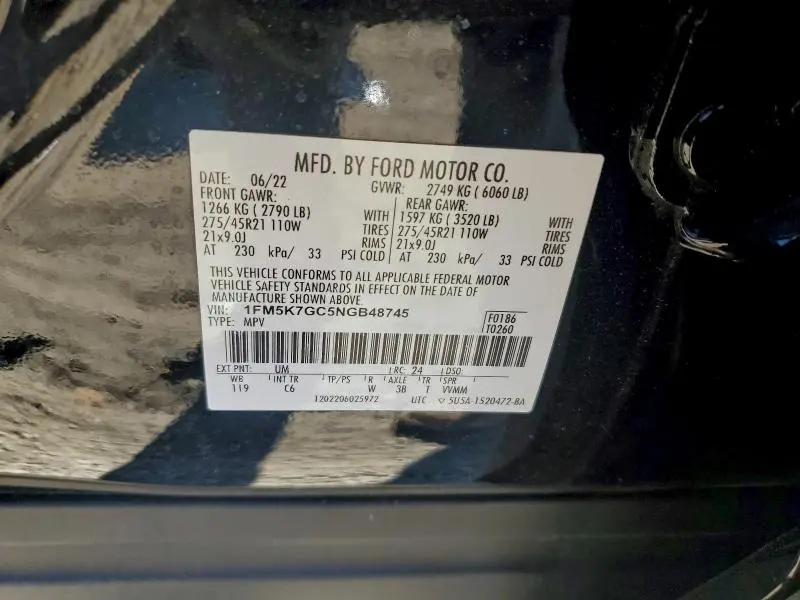 MFD. BY FORD MOTOR CO.
DATE: 06/22 GVWR: 2749 KG ( 6060 LB)
FRONT GAWR: REAR GAWR:
1266 KG ( 2790 LB) WITH 1597 KG ( 3520 LB) WITH
275/45R21 110W TIRES 275/45R21 110W TIRES
21x9.0J RIMS 21x9.0J RIMS
AT 230 kPa/ 33 PSI COLD AT 230 kPa/ 33 PSI COLD
THIS VEHICLE CONFORMS TO ALL APPLICABLE FEDERAL MOTOR
VEHICLE SAFETY STANDARDS IN EFFECT ON THE DATE OF
MANUFACTURE SHOWN ABOVE.
VIN: 1FM5K7GC5NGB48745 F0186
TYPE: MPV T0260
EXT PNT: UM RC: 24 DSO:
WB INT TR TP/PS R AXLE TR SPR
119 C6 W 3B T VVMM
1202206025972 UTC 5U5A-1520472-BA